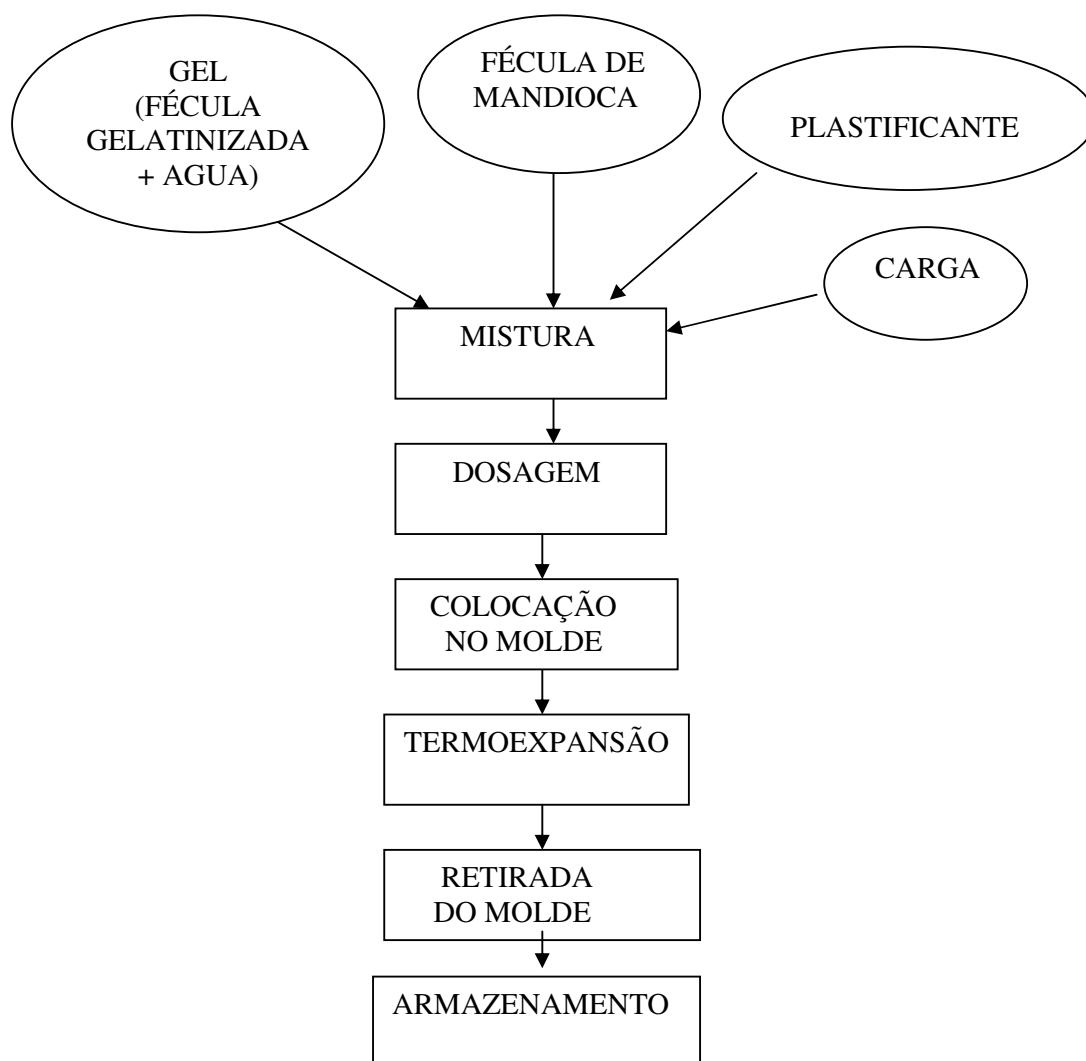 GEL
(FÉCULA
GELATINIZADA
+ AGUA)
FÉCULA DE
MANDIOCA
PLASTIFICANTE
CARGA
MISTURA
DOSAGEM
COLOCAÇÃO
NO MOLDE
TERMOEXPANSÃO
RETIRADA
DO MOLDE
ARMAZENAMENTO